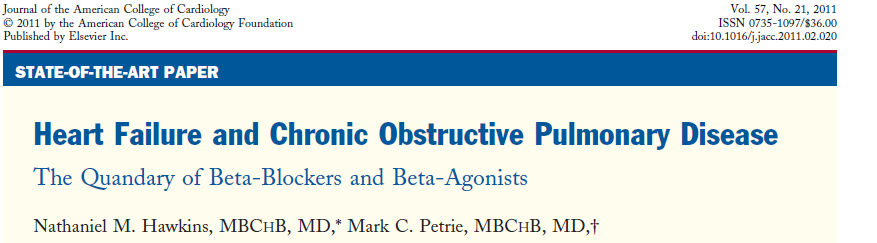 Journal of the American College of Cardiology
Vol. 57, No. 21, 2011
© 2011 by the American College of Cardiology Foundation
ISSN 0735-1097/$36.00
Published by Elsevier Inc.
doi:10.1016/j.jacc.2011.02.020
STATE-OF-THE-ART PAPER
Heart Failure and Chronic Obstructive Pulmonary Disease
The Quandary of Beta-Blockers and Beta-Agonists
Nathaniel M. Hawkins, MBCHB, MD,* Mark C. Petrie, MBCHB, MD,†